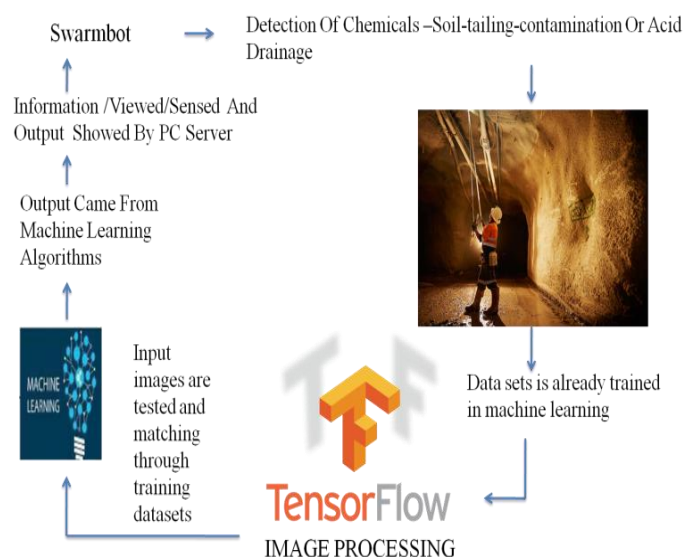 Swarmbot
Detection Of Chemicals –Soil-tailing-contamination Or Acid
Drainage
Information /Viewed/Sensed And
Output Showed By PC Server
Output Came From
Machine Learning
Algorithms
MACHINE
LEARNING
Input
images are
tested and
matching
through
training
datasets
Data sets is already trained
in machine learning
TensorFlow
IMAGE PROCESSING